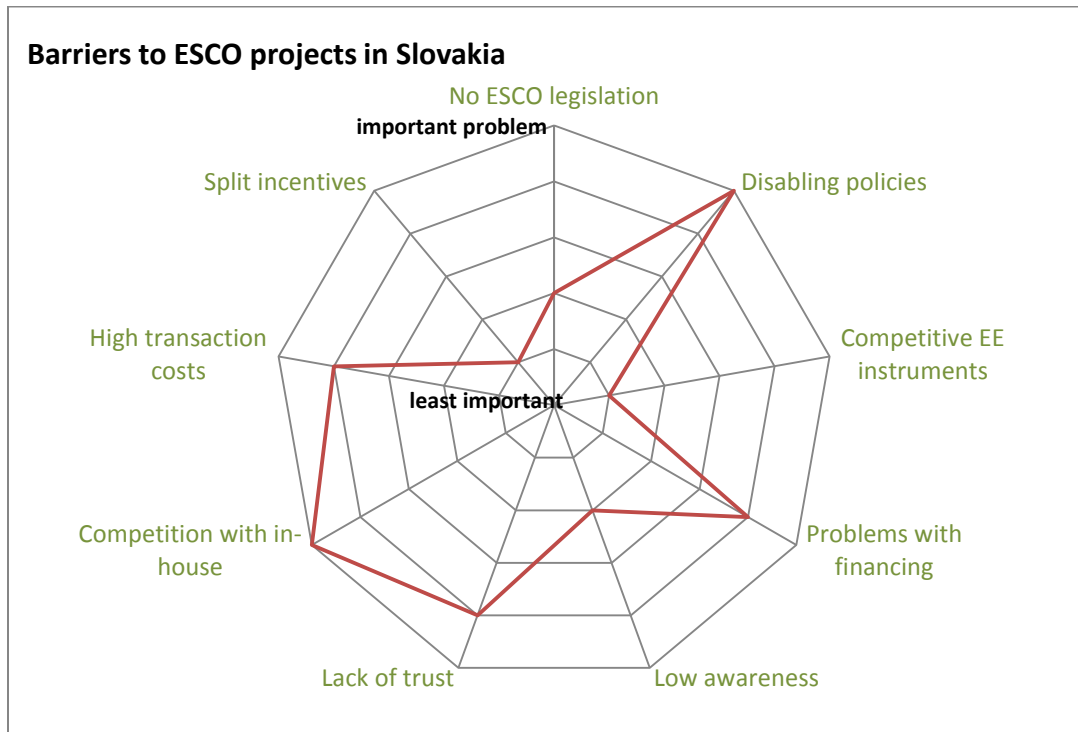 Barriers to ESCO projects in Slovakia
No ESCO legislation
important problem
Split incentives
Disabling policies
High transaction
costs
Competitive EE
instruments
least important
Competition with in-
house
Problems with
financing
Lack of trust
Low awareness